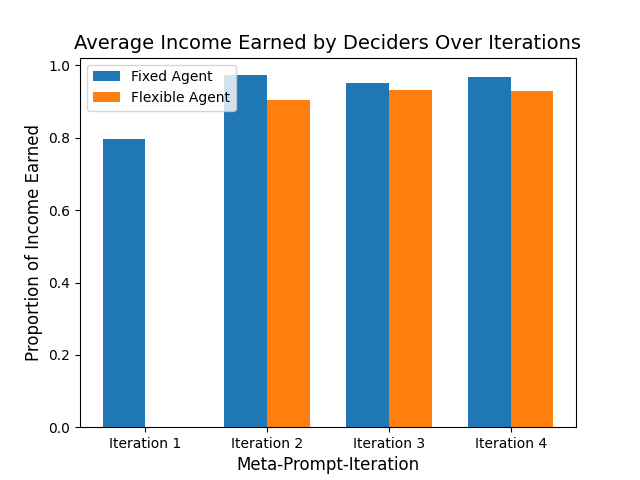 Average Income Earned by Deciders Over Iterations
Fixed Agent
Flexible Agent
Proportion of Income Earned
1.0
0.8
0.6
0.4
0.2
0.0
Iteration 1
Iteration 2
Iteration 3
Iteration 4
Meta-Prompt-Iteration